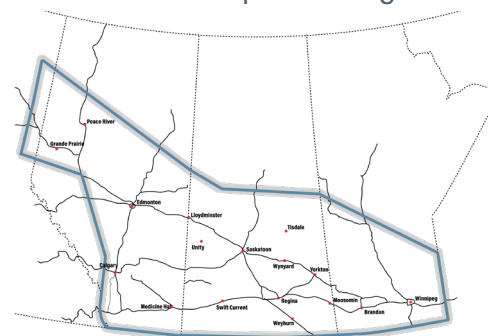 Peace River
Grande Prairie
Edmonton
Lloydminster
Tisdale
Unity
Saskatoon
Calgary
Wynyard
Yorkton
Medicine Hat
Swift Current
Regina
Moosomin
Winnipeg
Brandon
Weyburn